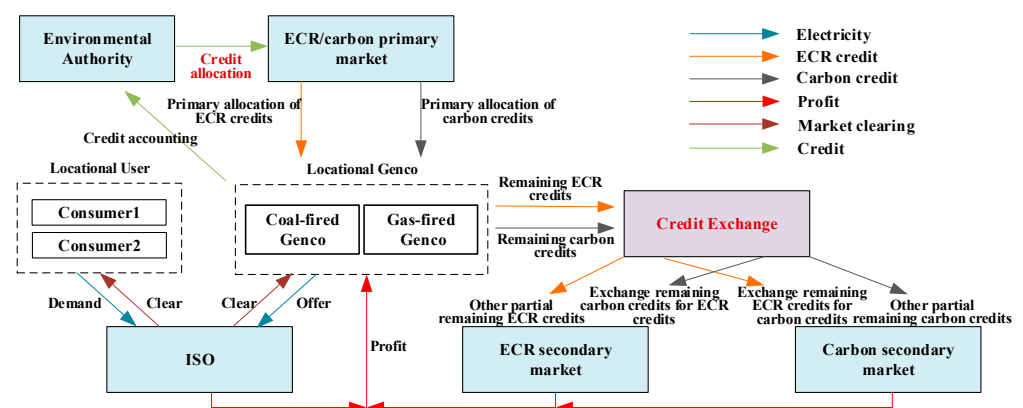 Environmental
Authority
Credit
allocation
ECR/carbon primary
market
Electricity
ECR credit
Carbon credit
Profit
Market clearing
Credit
Primary allocation of
ECR credits
Primary allocation of
carbon credits
Credit accounting
Locational User
Consumer1
Consumer2
Locational Genco
Coal-fired
Genco
Gas-fired
Genco
Remaining ECR
credits
Remaining carbon
credits
Credit Exchange
Demand
Clear
Clear
Offer
Profit
Other partial
remaining ECR credits
Exchange remaining
carbon credits for ECR
credits
Exchange remaining
ECR credits for
carbon credits
Other partial
remaining carbon credits
ISO
ECR secondary
market
Carbon secondary
market